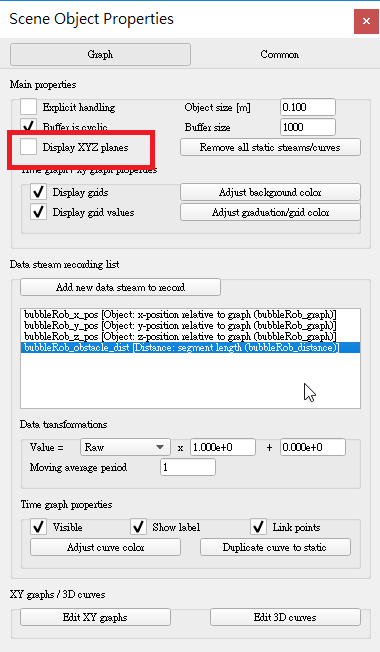 Scene Object Properties
Graph
Common
Main properties
Explicit handling
Object size [m]
0.100
Buffer is cyclic
Buffer size
1000
Display XYZ planes
Remove all static streams/curves
Time graph / xy graph properties
Display grids
Adjust background color
Display grid values
Adjust graduation/grid color
Data stream recording list
Add new data stream to record
bubbleRob_x_pos [Object: x-position relative to graph (bubbleRob_graph)]
bubbleRob_y_pos [Object: y-position relative to graph (bubbleRob_graph)]
bubbleRob_z_pos [Object: z-position relative to graph (bubbleRob_graph)]
bubbleRob_obstacle_dist [Distance: segment length (bubbleRob_distance)]
Data transformations
Value =
Raw
x
1.000e+0
+
0.000e+0
Moving average period
1
Time graph properties
Visible
Show label
Link points
Adjust curve color
Duplicate curve to static
XY graphs / 3D curves
Edit XY graphs
Edit 3D curves